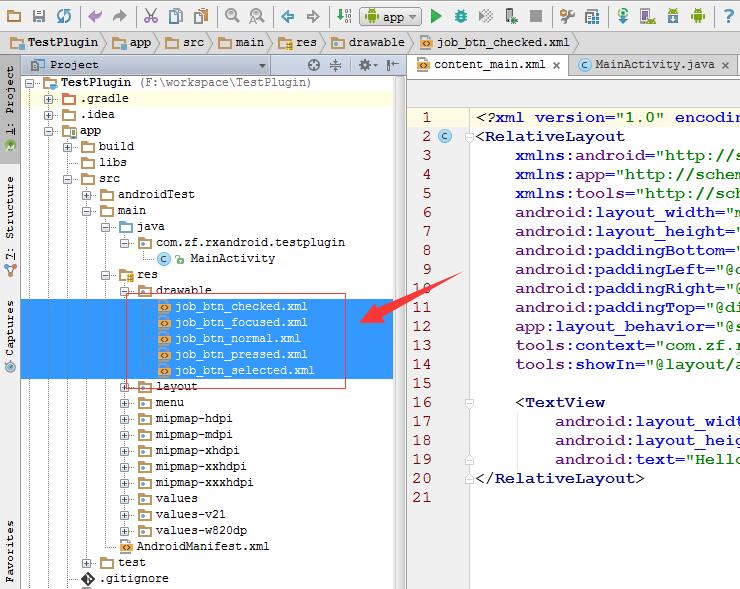 app
?
TestPlugin app src main res drawable job_btn_checked.xml
Project
content_main.xml
MainActivity.java
1: Project
7: Structure
Captures
Favorites
TestPlugin (F:\workspace\TestPlugin)
.gradle
.idea
app
build
libs
src
androidTest
main
java
com.zf.rxandroid.testplugin
MainActivity
res
drawable
job_btn_checked.xml
job_btn_focused.xml
job_btn_normal.xml
job_btn_pressed.xml
job_btn_selected.xml
layout
menu
mipmap-hdpi
mipmap-mdpi
mipmap-xhdpi
mipmap-xxhdpi
mipmap-xxxhdpi
values
values-v21
values-w820dp
AndroidManifest.xml
test
.gitignore
1 <?xml version="1.0" encodin
2 <RelativeLayout
3 xmlns:android="http://s
4 xmlns:app="http://schem
5 xmlns:tools="http://sch
6 android:layout_width="m
7 android:layout_height="
8 android:paddingBottom="
9 android:paddingLeft="@d
10 android:paddingRight="@
11 android:paddingTop="@di
12 app:layout_behavior="@s
13 tools:context="com.zf.r
14 tools:showIn="@layout/a
15
16 <TextView
17 android:layout_widt
18 android:layout_heig
19 android:text="Hello
20 </RelativeLayout>
21